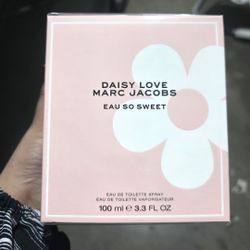 DAISY LOVE
MARC JACOBS
EAU SO SWEET
EAU DE TOILETTE SPRAY
EAU DE TOILETTE VAPORISATEUR
100 ml e 3.3 FL OZ